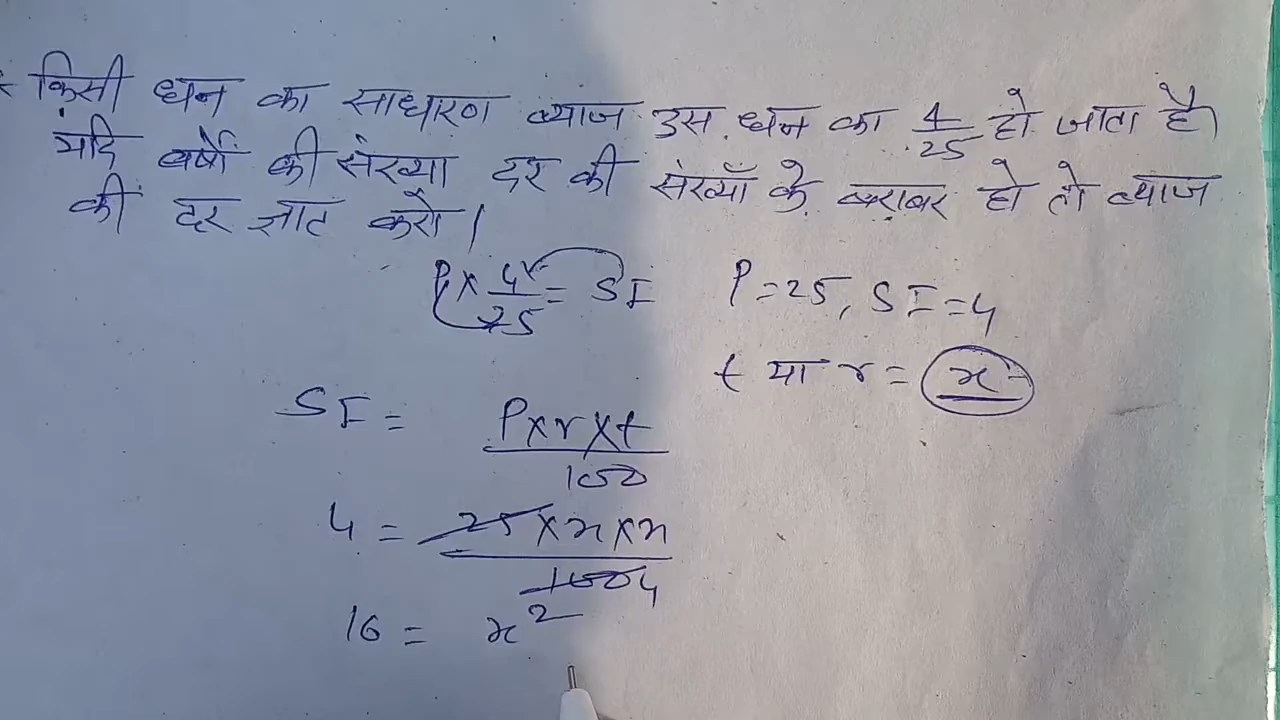 किसी धन का साधारण ब्याज उस धन का 4/25 हो जाता है।
यदि वर्षों की संख्या दर की संख्याँ के बराबर हो तो ब्याज
की दर ज्ञात करो।
P × 4/25 = SI
P = 25, SI = 4
t या r = x
SI = P×r×t/100
4 = 25×x×x/100 4
16 = x²